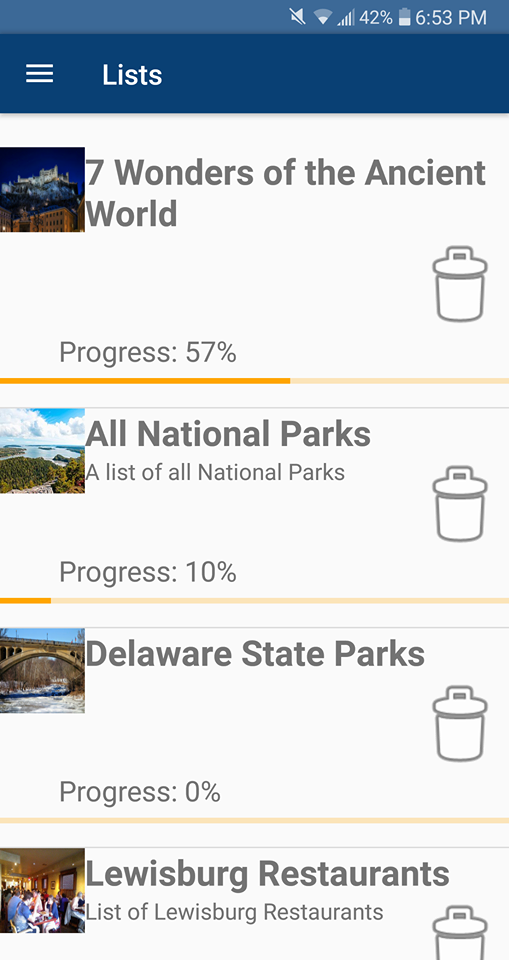 42% 6:53 PM
Lists
7 Wonders of the Ancient
World
Progress: 57%
All National Parks
A list of all National Parks
Progress: 10%
Delaware State Parks
Progress: 0%
Lewisburg Restaurants
List of Lewisburg Restaurants